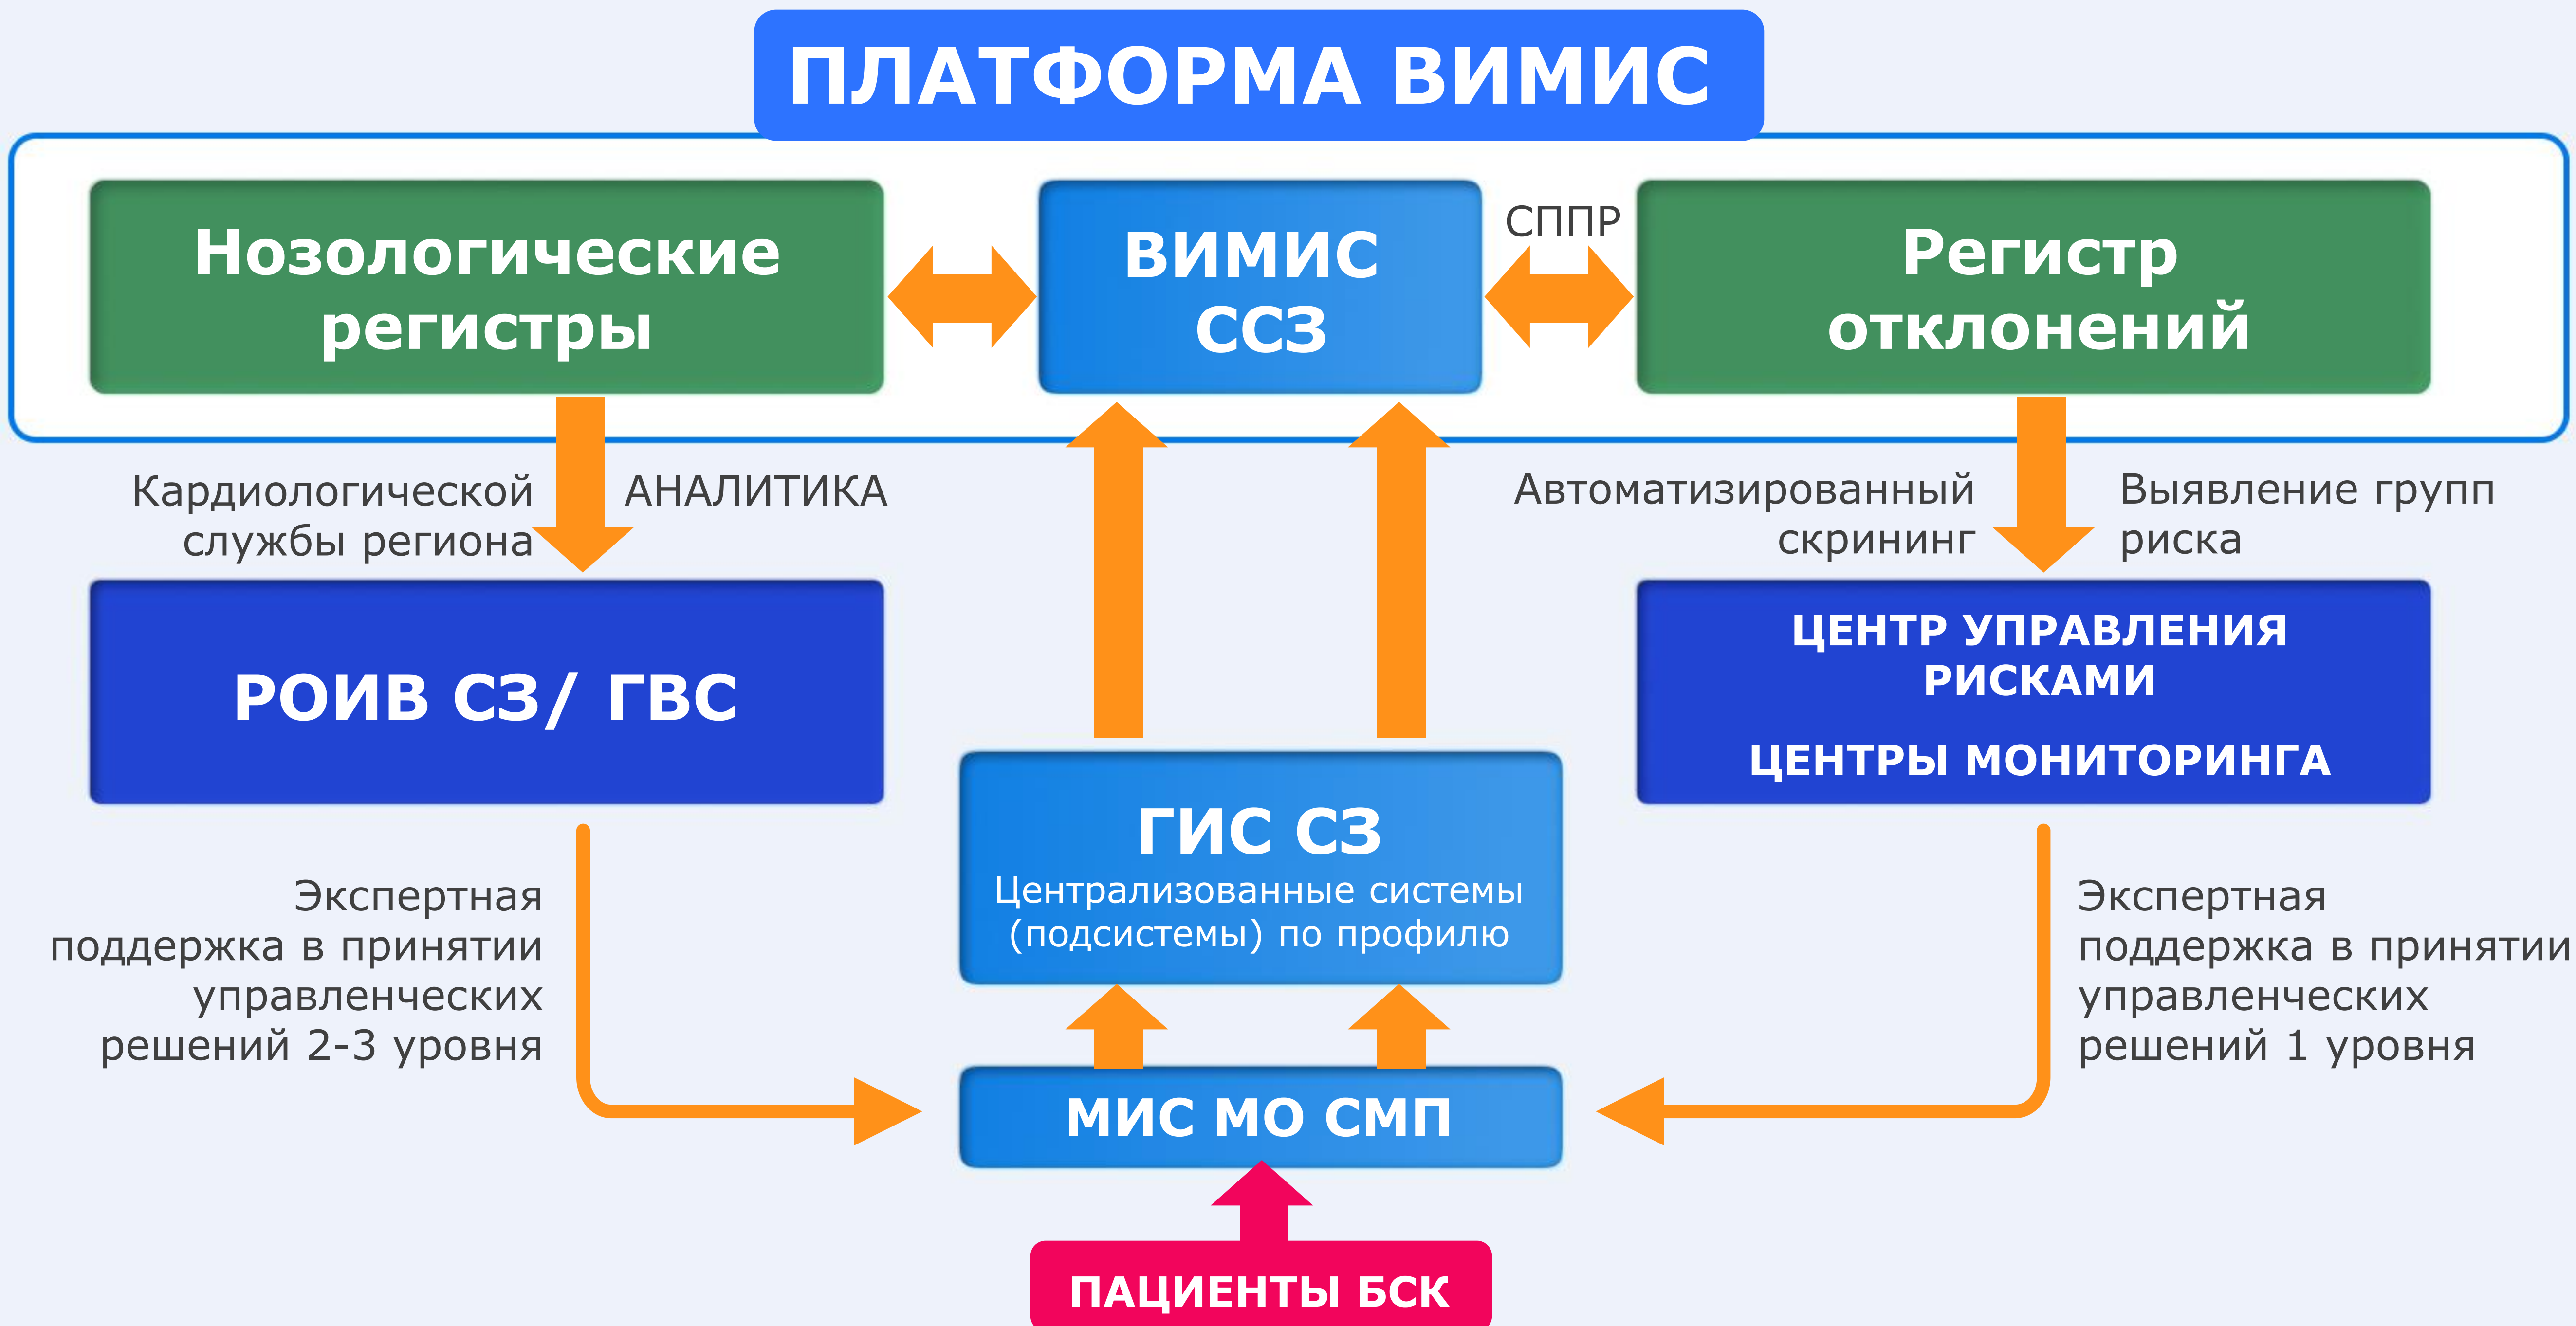 ПЛАТФОРМА ВИМИС
Нозологические
регистры
ВИМИС
ССЗ
СППР
Регистр
отклонений
Кардиологической
службы региона
АНАЛИТИКА
Автоматизированный
скрининг
Выявление групп
риска
РОИВ СЗ/ ГВС
ЦЕНТР УПРАВЛЕНИЯ
РИСКАМИ
ЦЕНТРЫ МОНИТОРИНГА
ГИС СЗ
Централизованные системы
(подсистемы) по профилю
Экспертная
поддержка в принятии
управленческих
решений 2-3 уровня
Экспертная
поддержка в принятии
управленческих
решений 1 уровня
МИС МО СМП
ПАЦИЕНТЫ БСК